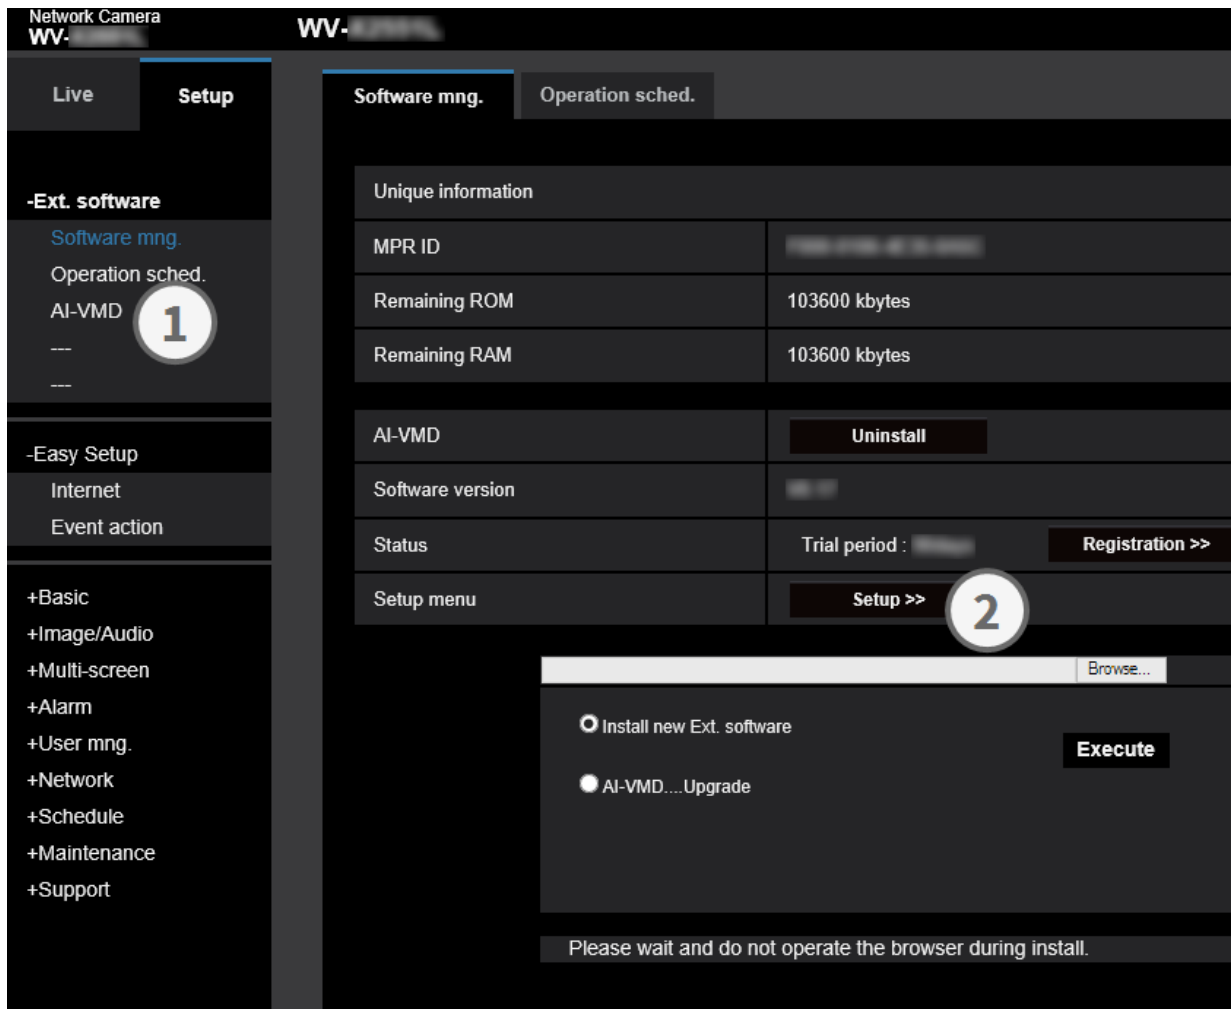 Network Camera
WV-
WV-
Live
Setup
Software mng.
Operation sched.
-Ext. software
Software mng.
Operation sched.
AI-VMD
1
---
---
-Easy Setup
Internet
Event action
+Basic
+Image/Audio
+Multi-screen
+Alarm
+User mng.
+Network
+Schedule
+Maintenance
+Support
Unique information
MPR ID
Remaining ROM 103600 kbytes
Remaining RAM 103600 kbytes
AI-VMD Uninstall
Software version
Status Trial period : Registration >>
Setup menu Setup >> 2
Browse...
Install new Ext. software
Execute
AI-VMD....Upgrade
Please wait and do not operate the browser during install.